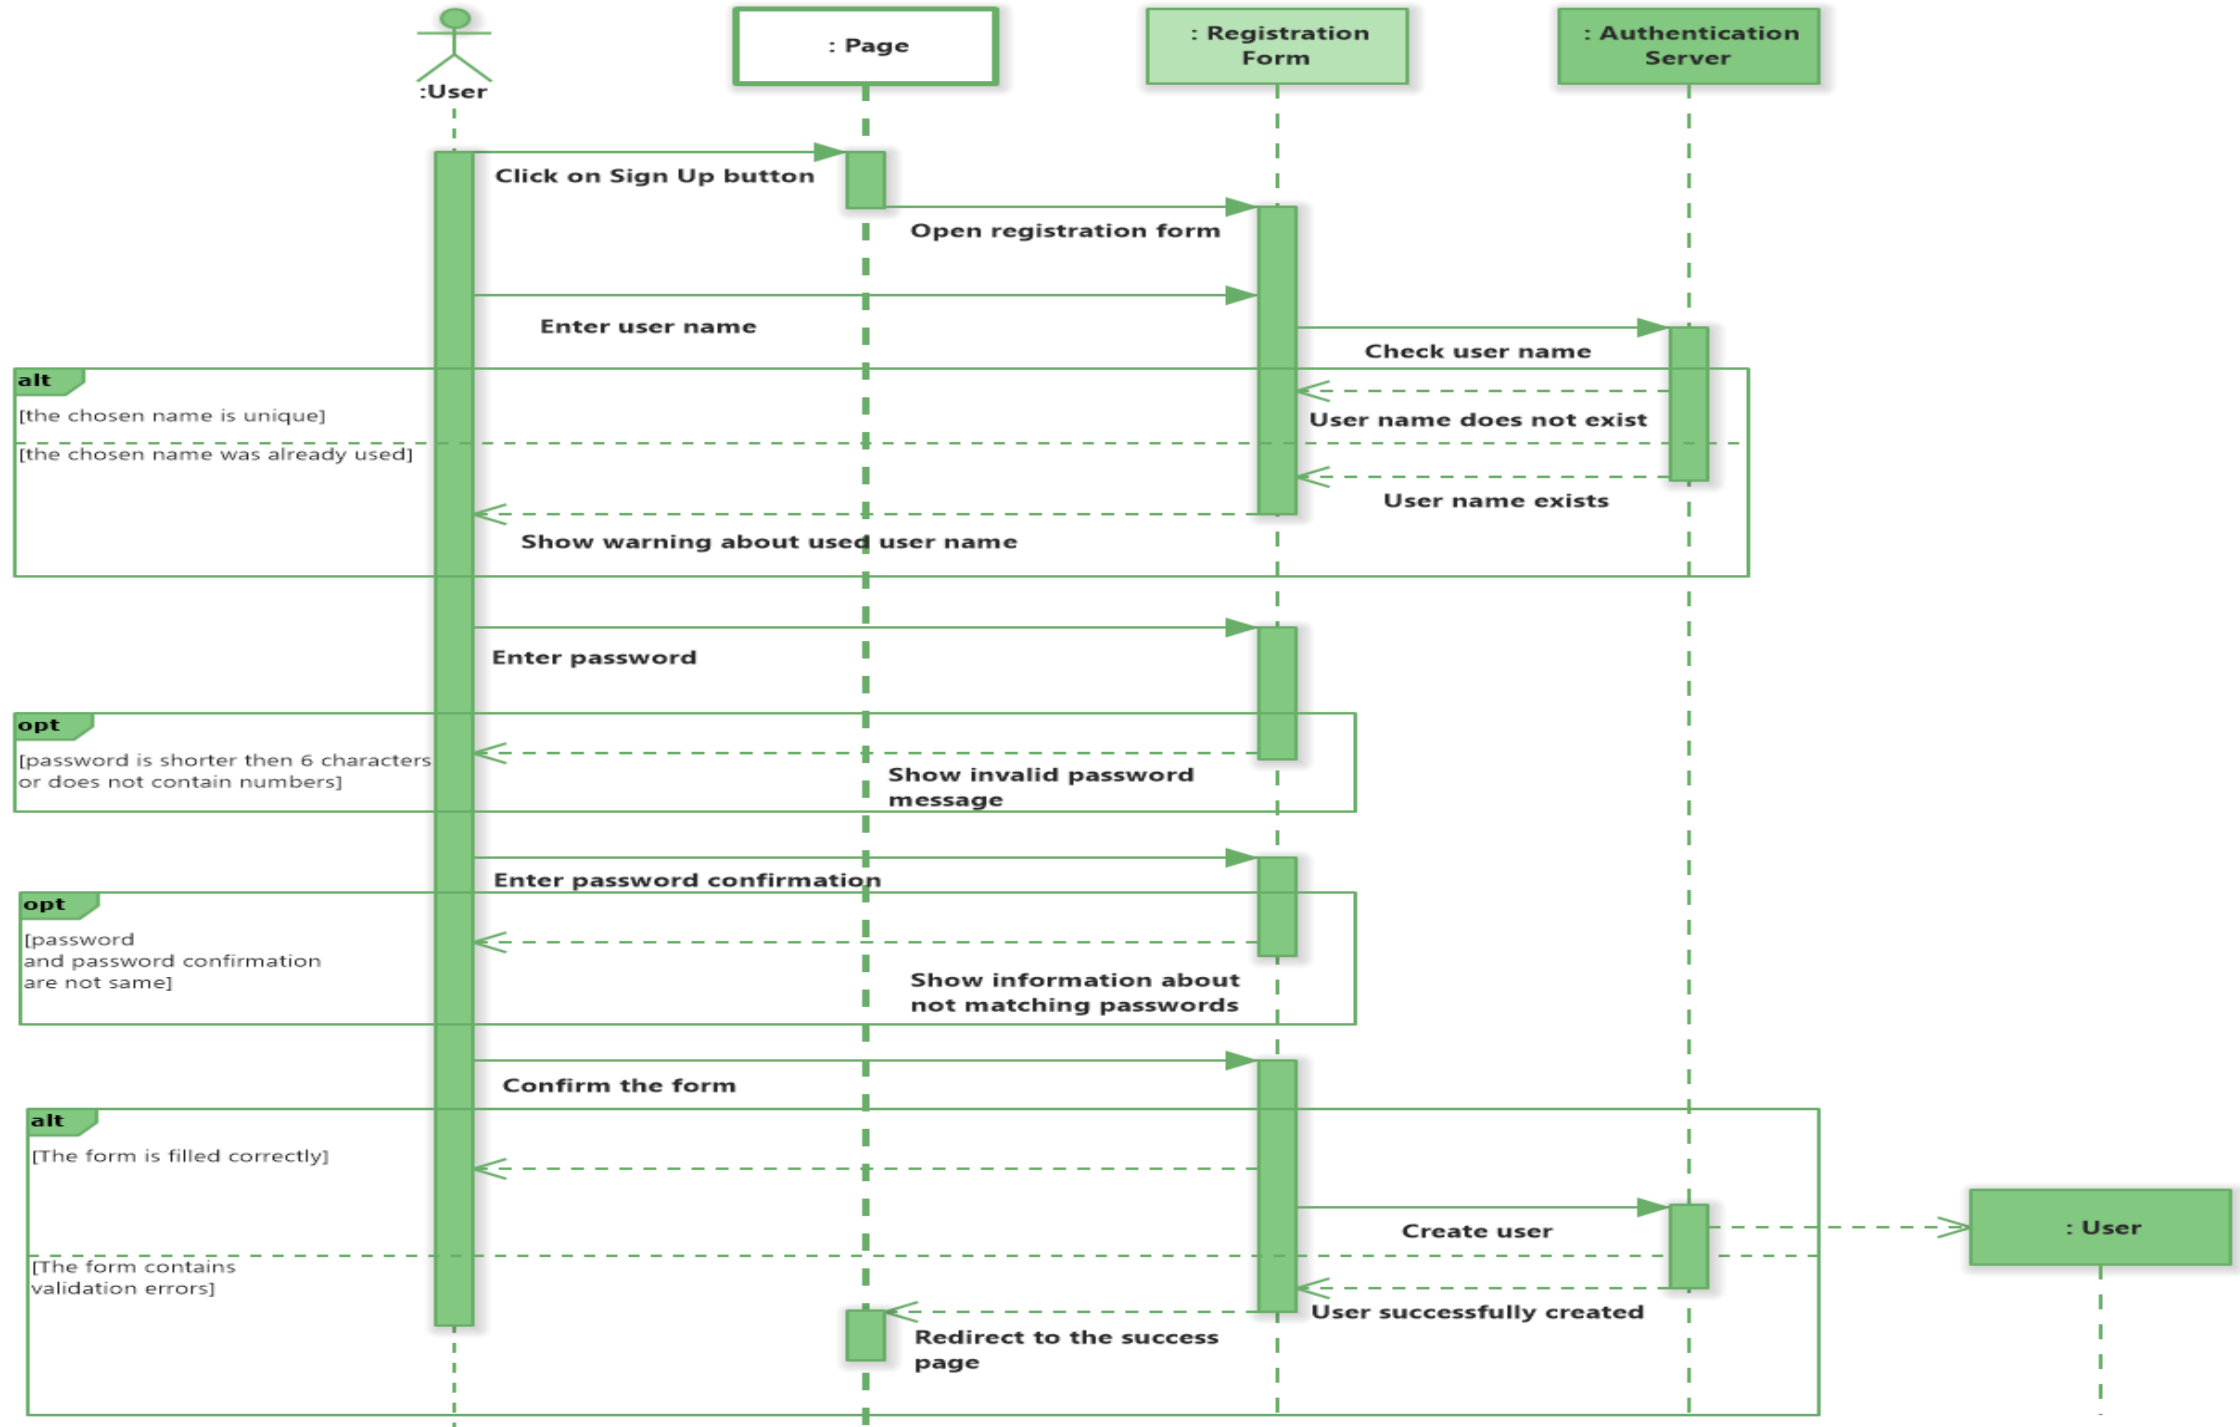 :User
: Page
: Registration
Form
: Authentication
Server
Click on Sign Up button
Open registration form
Enter user name
Check user name
alt
[the chosen name is unique]
User name does not exist
[the chosen name was already used]
User name exists
Show warning about used user name
Enter password
opt
[password is shorter then 6 characters
or does not contain numbers]
Show invalid password
message
Enter password confirmation
opt
[password
and password confirmation
are not same]
Show information about
not matching passwords
Confirm the form
alt
[The form is filled correctly]
Create user
: User
[The form contains
validation errors]
User successfully created
Redirect to the success
page